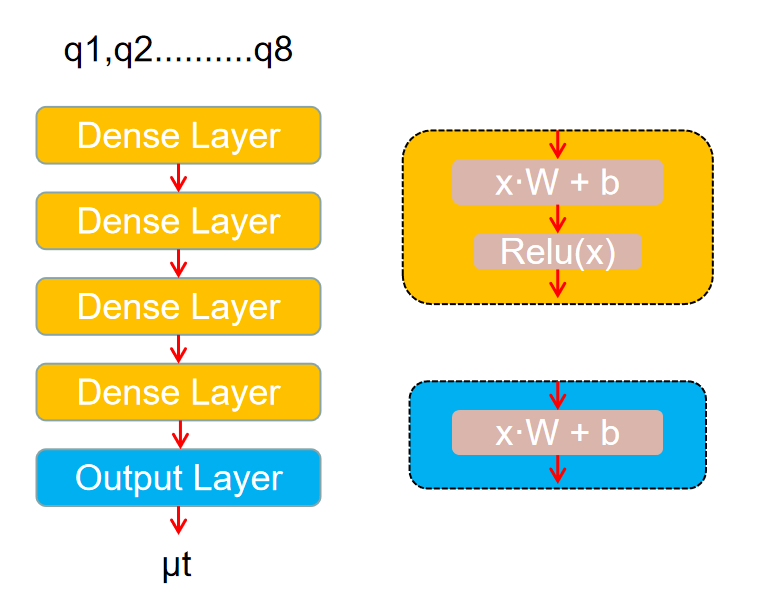 q1,q2..........q8
Dense Layer
Dense Layer
Dense Layer
Dense Layer
Output Layer
µt
x·W + b
Relu(x)
x·W + b